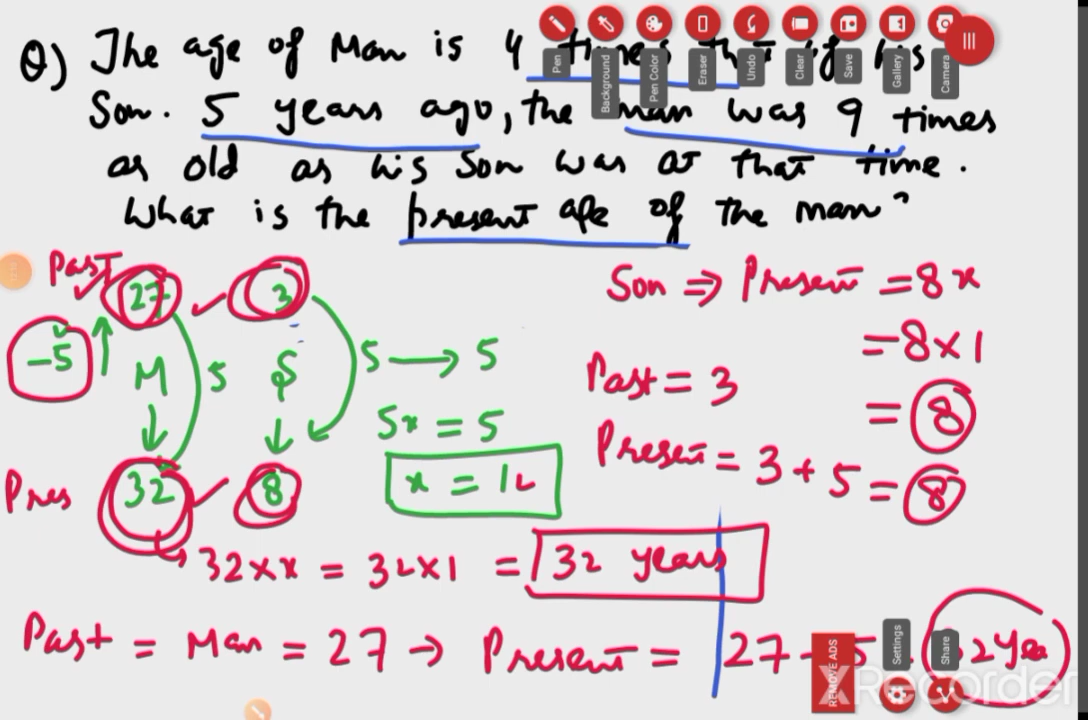 Q) The age of Man is 4 times that of his
Son. 5 years ago, the man was 9 times
as old as his Son was at that time.
What is the present age of the man?
Pen
Background
Pen Color
Eraser
Undo
Clear
Save
Gallery
Camera
Past 27 3
-5 M 5 S 5 → 5
5x = 5
x = 1
Pres 32 8
32×x = 32×1 = 32 years
Son ⇒ Present = 8x
= 8×1
= 8
Past = 3
Present = 3 + 5 = 8
Past = Man = 27 → Present = 27 + 5
REMOVE ADS
Settings
Share
XRecorder